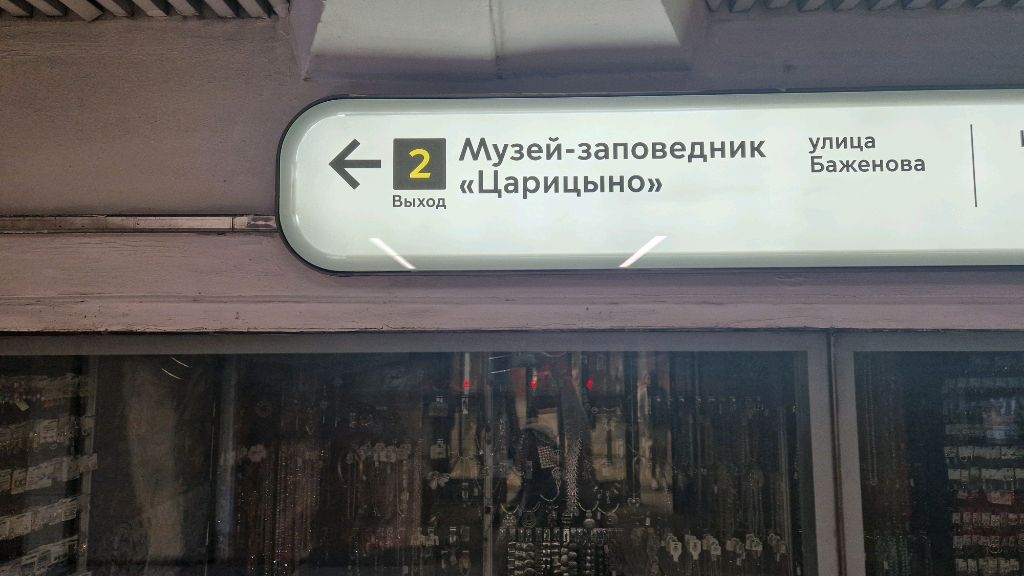 ← 2 Музей-заповедник
«Царицыно»
Выход
улица
Баженова